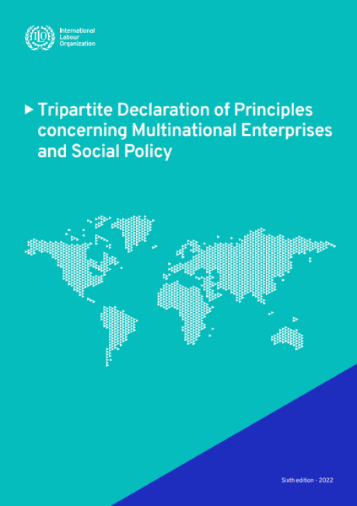 International
Labour
Organization
Tripartite Declaration of Principles
concerning Multinational Enterprises
and Social Policy
Sixth edition - 2022